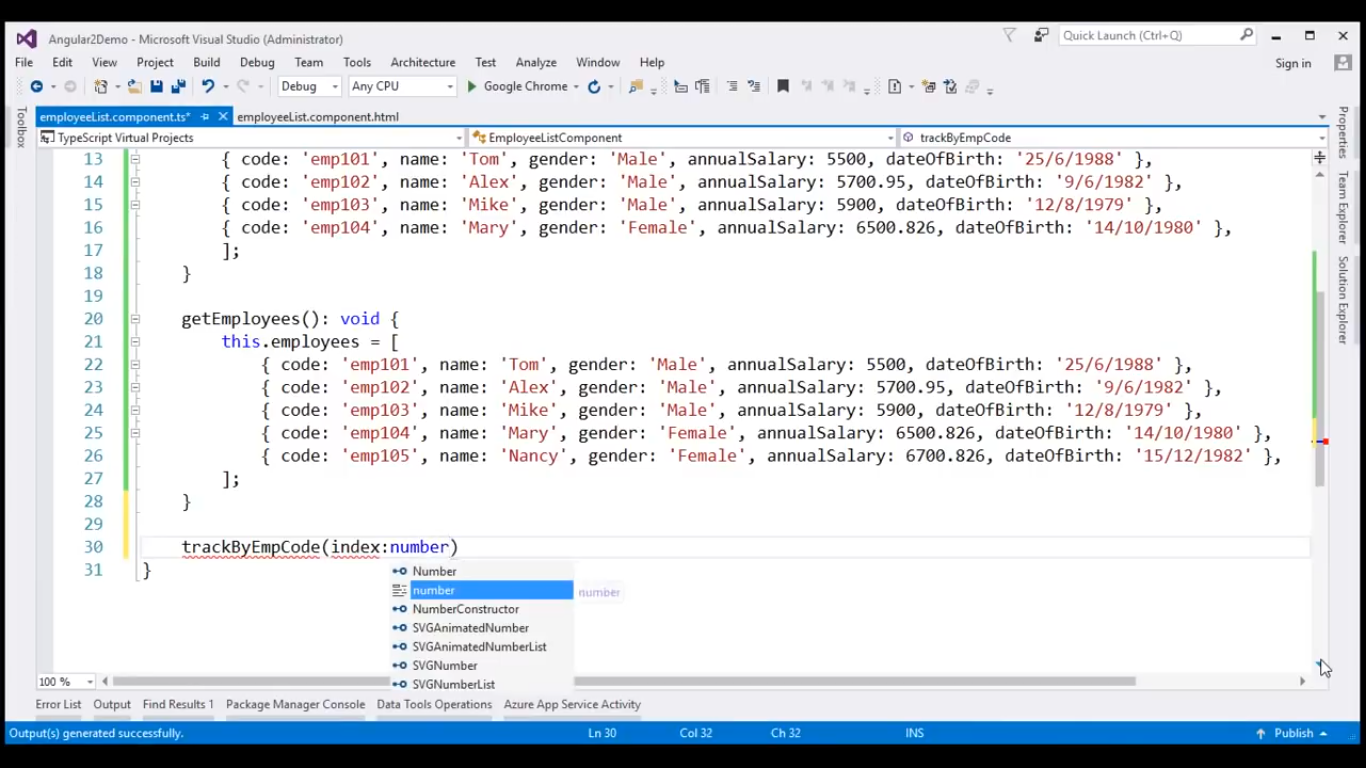 Angular2Demo - Microsoft Visual Studio (Administrator)
Quick Launch (Ctrl+Q)
File Edit View Project Build Debug Team Tools Architecture Test Analyze Window Help
Sign in
Debug Any CPU Google Chrome
employeeList.component.ts* employeeList.component.html
TypeScript Virtual Projects EmployeeListComponent trackByEmpCode
Toolbox
Properties
Team Explorer
Solution Explorer
13 { code: 'emp101', name: 'Tom', gender: 'Male', annualSalary: 5500, dateOfBirth: '25/6/1988' },
14 { code: 'emp102', name: 'Alex', gender: 'Male', annualSalary: 5700.95, dateOfBirth: '9/6/1982' },
15 { code: 'emp103', name: 'Mike', gender: 'Male', annualSalary: 5900, dateOfBirth: '12/8/1979' },
16 { code: 'emp104', name: 'Mary', gender: 'Female', annualSalary: 6500.826, dateOfBirth: '14/10/1980' },
17 ];
18 }
19
20 getEmployees(): void {
21 this.employees = [
22 { code: 'emp101', name: 'Tom', gender: 'Male', annualSalary: 5500, dateOfBirth: '25/6/1988' },
23 { code: 'emp102', name: 'Alex', gender: 'Male', annualSalary: 5700.95, dateOfBirth: '9/6/1982' },
24 { code: 'emp103', name: 'Mike', gender: 'Male', annualSalary: 5900, dateOfBirth: '12/8/1979' },
25 { code: 'emp104', name: 'Mary', gender: 'Female', annualSalary: 6500.826, dateOfBirth: '14/10/1980' },
26 { code: 'emp105', name: 'Nancy', gender: 'Female', annualSalary: 6700.826, dateOfBirth: '15/12/1982' },
27 ];
28 }
29
30 trackByEmpCode(index:number)
31 }
Number
number number
NumberConstructor
SVGAnimatedNumber
SVGAnimatedNumberList
SVGNumber
SVGNumberList
100 %
Error List Output Find Results 1 Package Manager Console Data Tools Operations Azure App Service Activity
Output(s) generated successfully. Ln 30 Col 32 Ch 32 INS Publish